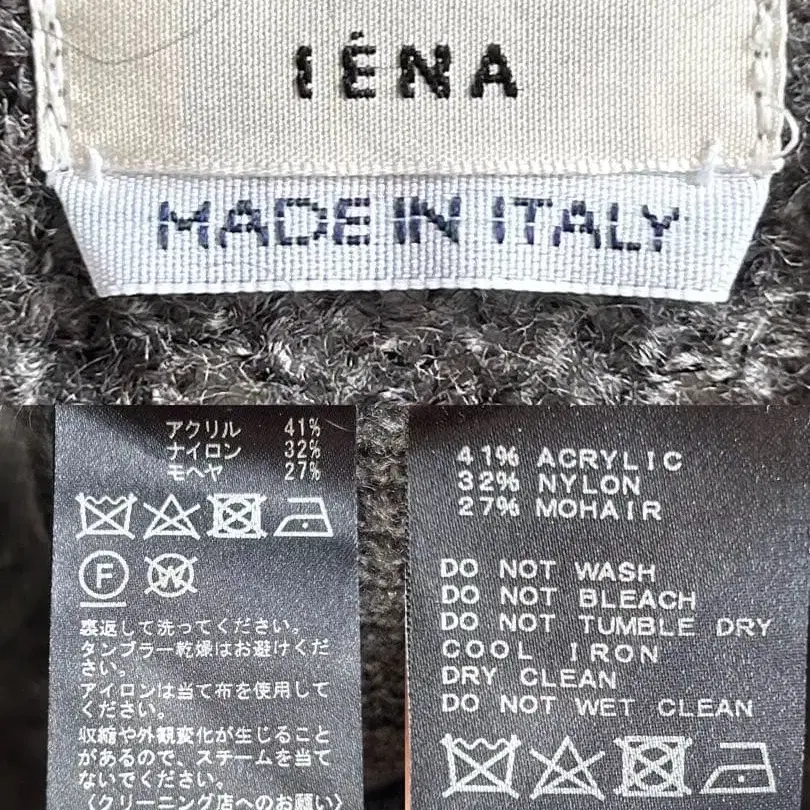 IÉNA
MADE IN ITALY
アクリル 41%
ナイロン 32%
モヘヤ 27%
F W
裏返して洗ってください。
タンブラー乾燥はお避けくだ
さい。
アイロンは当て布を使用して
ください。
収縮や外観変化が生じること
があるので、スチームを当て
ないでください。
〈クリーニング店へのお願い〉
41% ACRYLIC
32% NYLON
27% MOHAIR
DO NOT WASH
DO NOT BLEACH
DO NOT TUMBLE DRY
COOL IRON
DRY CLEAN
DO NOT WET CLEAN